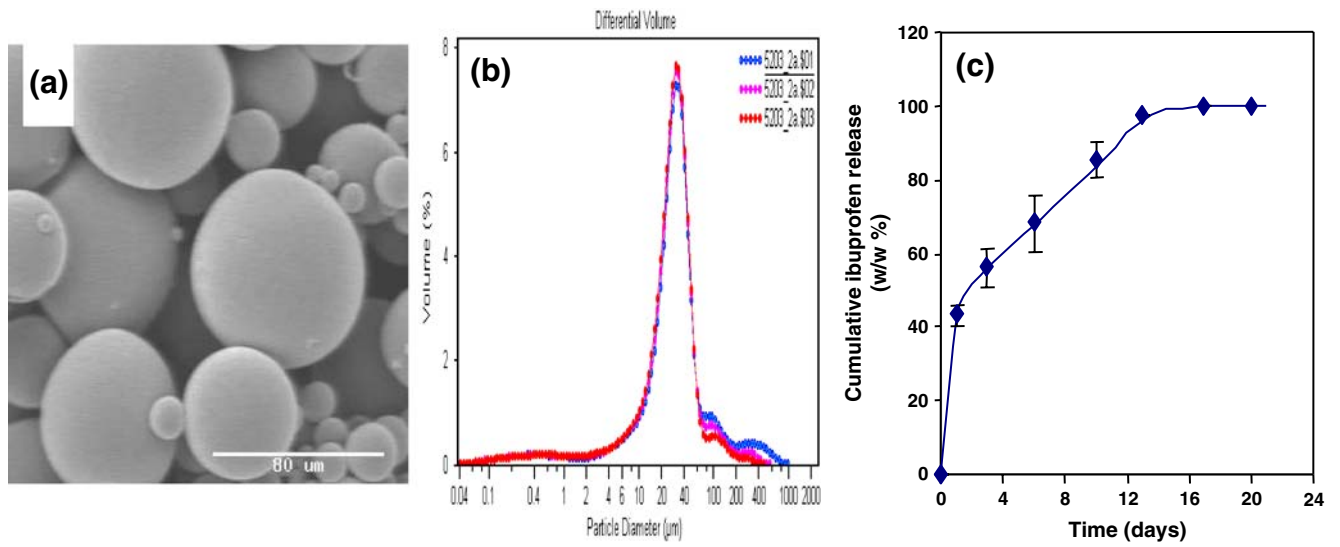 (a)
80 um
Differential Volume
(b)
5203_2a.$01
5203_2a.$02
5203_2a.$03
Volume (%)
8
6
4
2
0
0.04 0.1 0.4 1 2 4 6 10 20 40 100 200 400 1000 2000
Particle Diameter (µm)
(c)
Cumulative ibuprofen release
(w/w %)
120
100
80
60
40
20
0
0 4 8 12 16 20 24
Time (days)